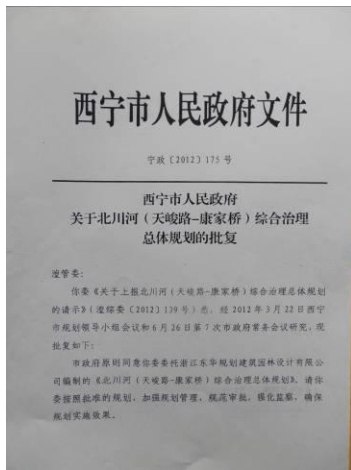 西宁市人民政府文件
宁政〔2012〕175号
西宁市人民政府
关于北川河（天峻路-康家桥）综合治理
总体规划的批复
湟管委：
你委《关于上报北川河（天峻路-康家桥）综合治理总体规划
的请示》（湟综委〔2012〕139号）悉。经2012年3月22日西宁
市规划领导小组会议和6月26日第7次市政府常务会议研究，现
批复如下：
市政府原则同意你委委托浙江东华规划建筑园林设计有限公
司编制的《北川河（天峻路-康家桥）综合治理总体规划》。请你
委按照批准的规划，加强规划管理，规范审批，强化监察，确保
规划实施效果。